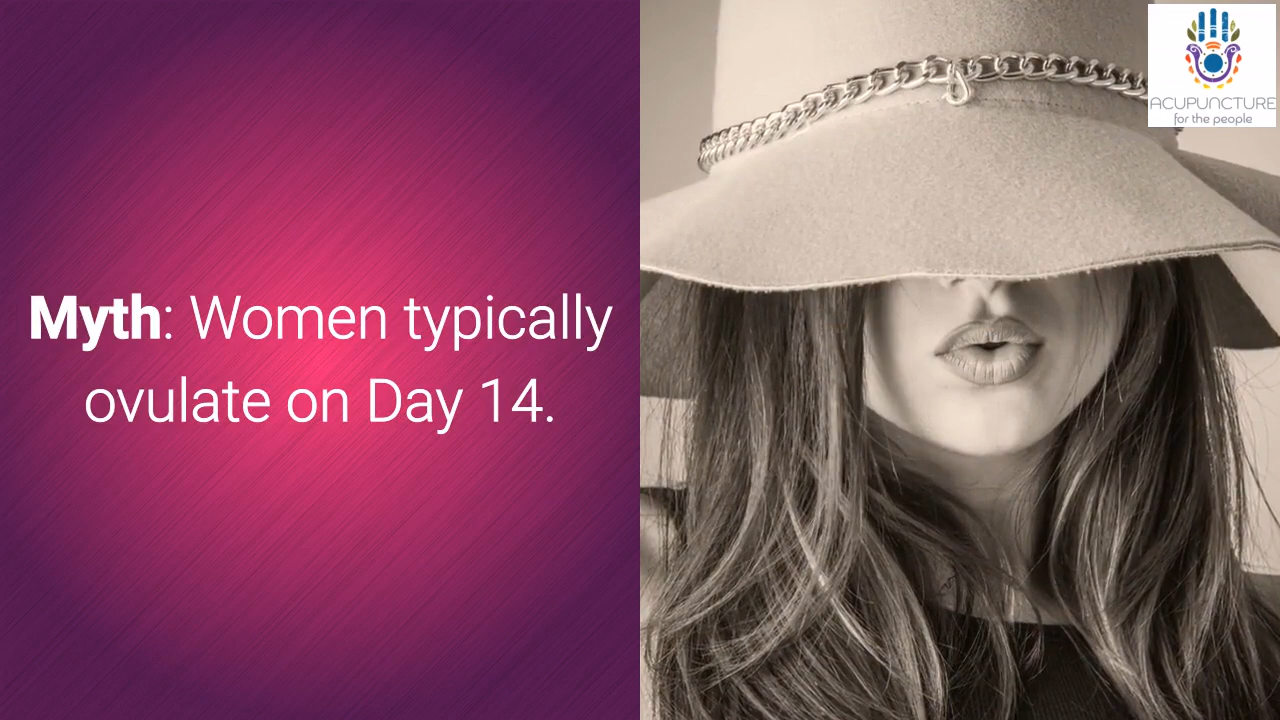 Myth: Women typically
ovulate on Day 14.
ACUPUNCTURE
for the people